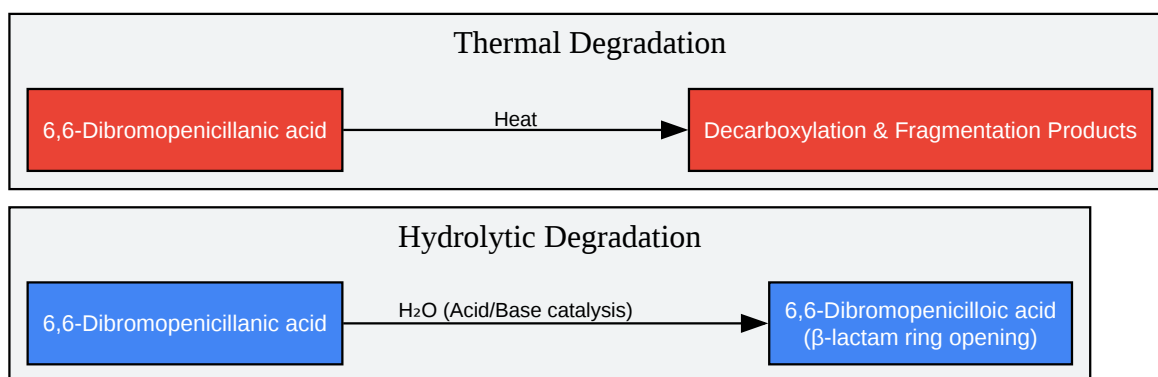 Thermal Degradation
6,6-Dibromopenicillanic acid
Heat
Decarboxylation & Fragmentation Products
Hydrolytic Degradation
6,6-Dibromopenicillanic acid
H₂O (Acid/Base catalysis)
6,6-Dibromopenicilloic acid
(β-lactam ring opening)